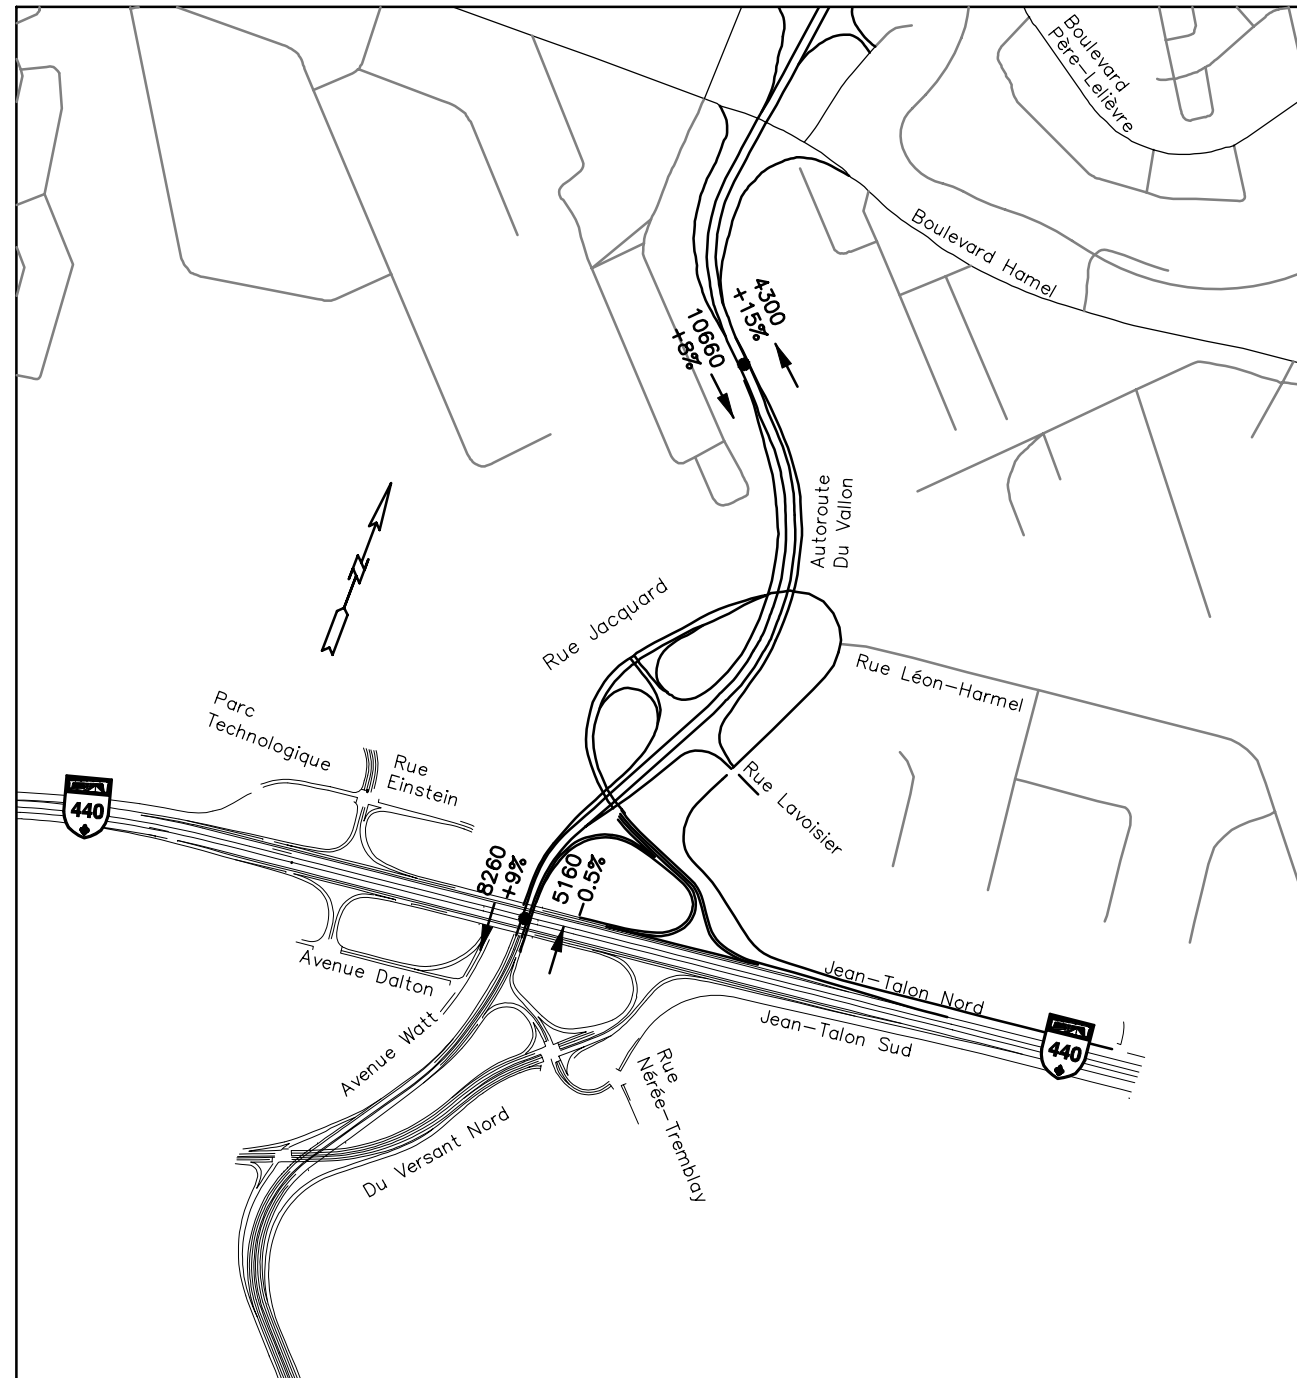 Boulevard
Père-Lelièvre
Boulevard Hamel
4300
+15%
10660
+8%
Autoroute
Du Vallon
N
Rue Jacquard
Rue Léon-Harmel
Parc
Technologique
Rue
Einstein
Rue Lavoisier
440
8260
+9%
5160
-0.5%
Avenue Dalton
Jean-Talon Nord
Jean-Talon Sud
440
Avenue Watt
Rue
Nérée-Tremblay
Du Versant Nord